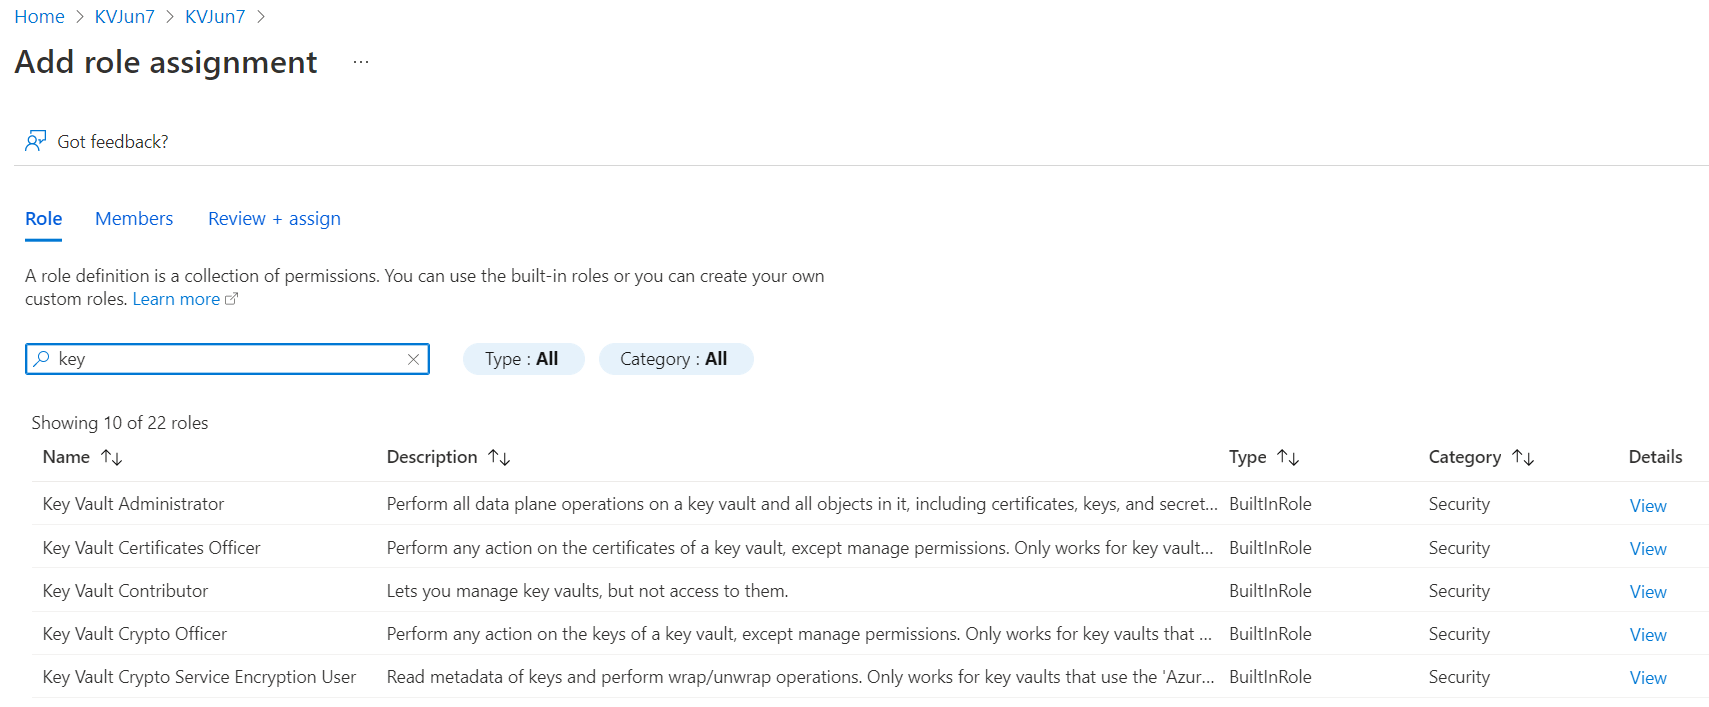 Home > KVJun7 > KVJun7 >
Add role assignment ...
Got feedback?
Role Members Review + assign
A role definition is a collection of permissions. You can use the built-in roles or you can create your own
custom roles. Learn more
key Type : All Category : All
Showing 10 of 22 roles
Name Description Type Category Details
Key Vault Administrator Perform all data plane operations on a key vault and all objects in it, including certificates, keys, and secret... BuiltInRole Security View
Key Vault Certificates Officer Perform any action on the certificates of a key vault, except manage permissions. Only works for key vault... BuiltInRole Security View
Key Vault Contributor Lets you manage key vaults, but not access to them. BuiltInRole Security View
Key Vault Crypto Officer Perform any action on the keys of a key vault, except manage permissions. Only works for key vaults that ... BuiltInRole Security View
Key Vault Crypto Service Encryption User Read metadata of keys and perform wrap/unwrap operations. Only works for key vaults that use the 'Azur... BuiltInRole Security View